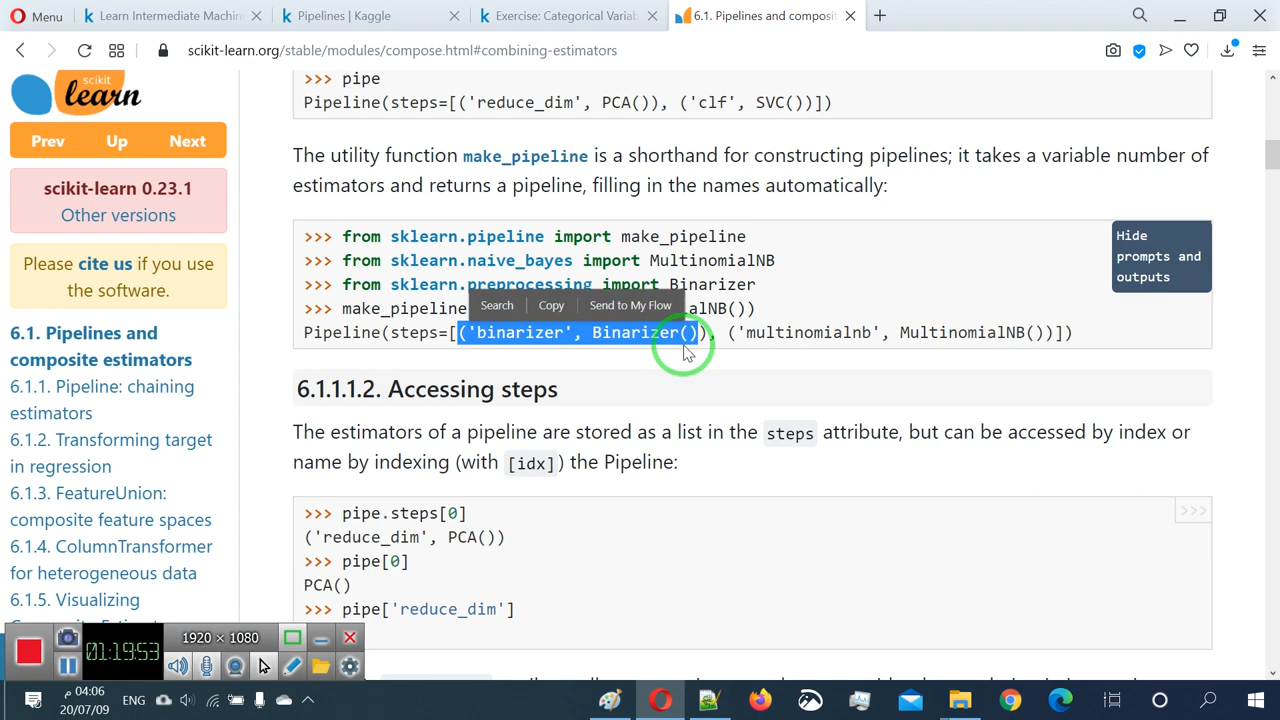 Menu
Learn Intermediate Machin
Pipelines | Kaggle
Exercise: Categorical Variab
6.1. Pipelines and composit
scikit-learn.org/stable/modules/compose.html#combining-estimators
scikit
learn
Prev Up Next
scikit-learn 0.23.1
Other versions
Please cite us if you use
the software.
6.1. Pipelines and
composite estimators
6.1.1. Pipeline: chaining
estimators
6.1.2. Transforming target
in regression
6.1.3. FeatureUnion:
composite feature spaces
6.1.4. ColumnTransformer
for heterogeneous data
6.1.5. Visualizing
>>> pipe
Pipeline(steps=[('reduce_dim', PCA()), ('clf', SVC())])
The utility function make_pipeline is a shorthand for constructing pipelines; it takes a variable number of
estimators and returns a pipeline, filling in the names automatically:
>>> from sklearn.pipeline import make_pipeline
>>> from sklearn.naive_bayes import MultinomialNB
>>> from sklearn.preprocessing import Binarizer
>>> make_pipeline alNB())
Search Copy Send to My Flow
Pipeline(steps=[('binarizer', Binarizer()), ('multinomialnb', MultinomialNB())])
Hide
prompts and
outputs
6.1.1.1.2. Accessing steps
The estimators of a pipeline are stored as a list in the steps attribute, but can be accessed by index or
name by indexing (with [idx]) the Pipeline:
>>> pipe.steps[0]
('reduce_dim', PCA())
>>> pipe[0]
PCA()
>>> pipe['reduce_dim']
>>>
01:19:53
1920 × 1080
ENG
04:06 م
20/07/09